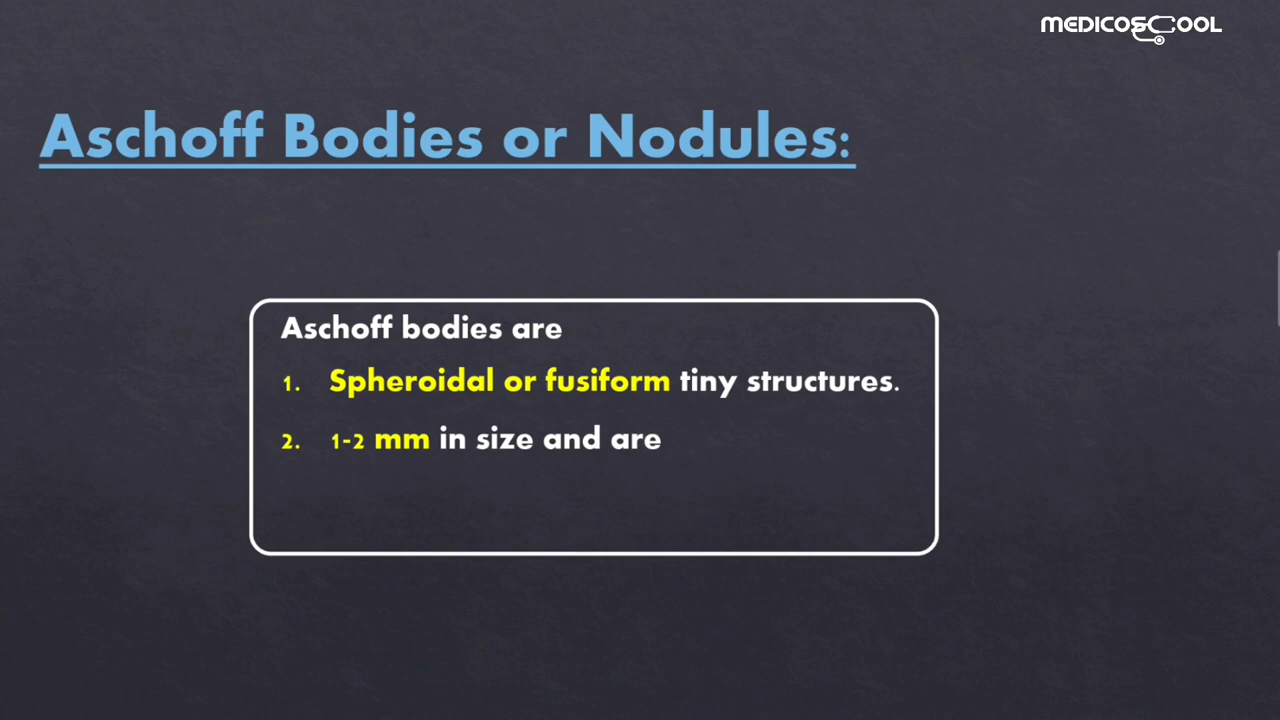 MEDICOSCOOL
Aschoff Bodies or Nodules:
Aschoff bodies are
1. Spheroidal or fusiform tiny structures.
2. 1-2 mm in size and are